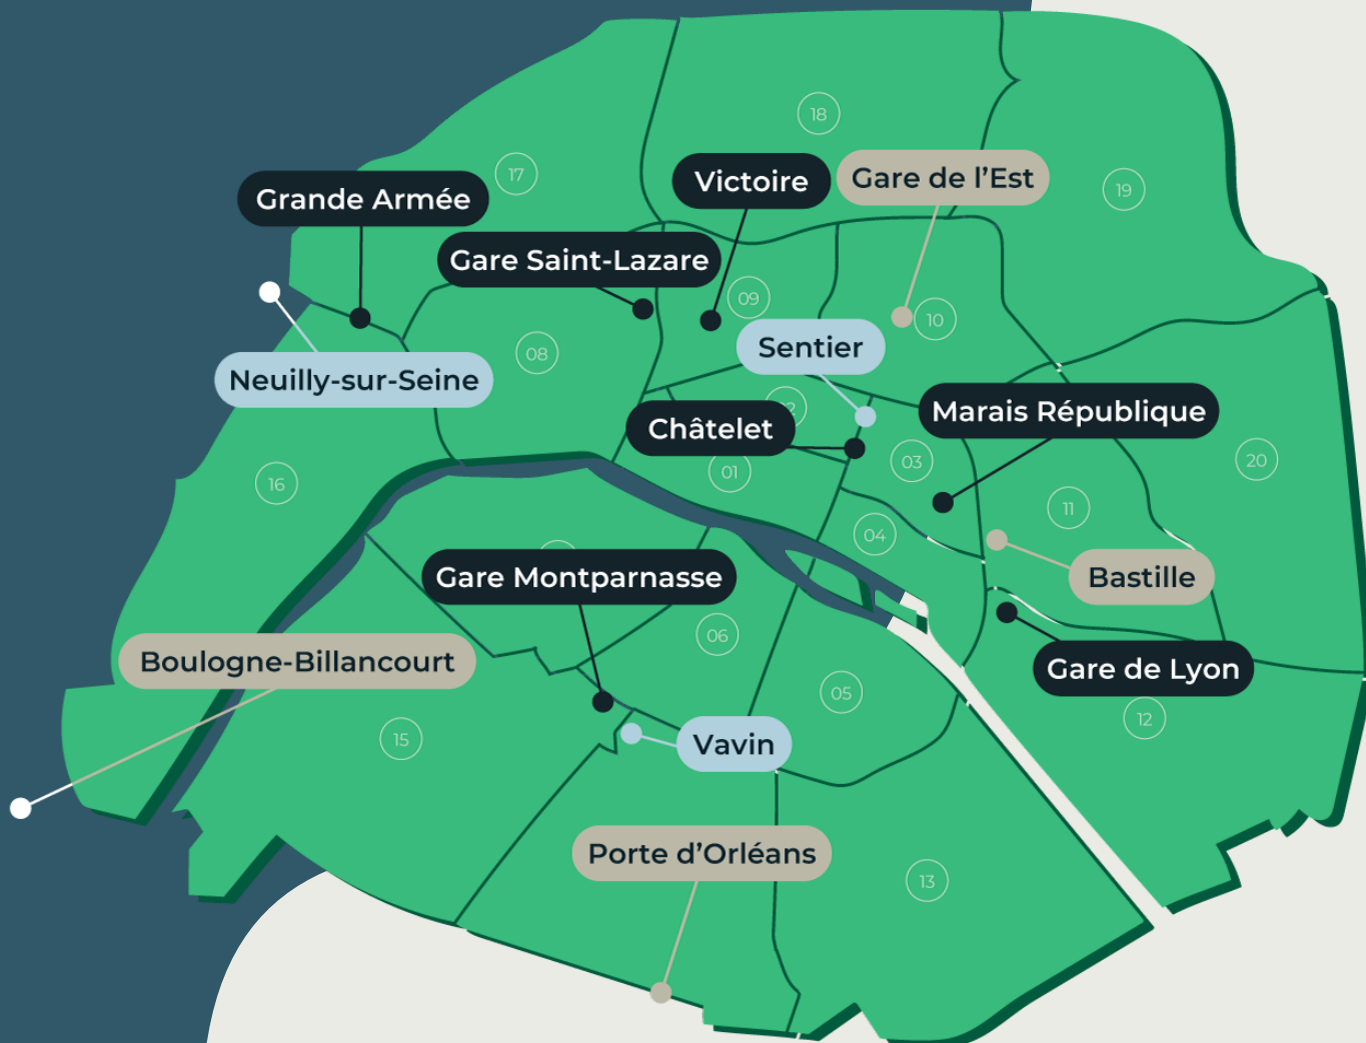 18
17
Victoire
Gare de l’Est
19
Grande Armée
Gare Saint-Lazare
09
10
Sentier
08
Neuilly-sur-Seine
Marais République
Châtelet
03
20
01
16
11
04
Gare Montparnasse
Bastille
06
Boulogne-Billancourt
Gare de Lyon
05
12
15
Vavin
Porte d’Orléans
13